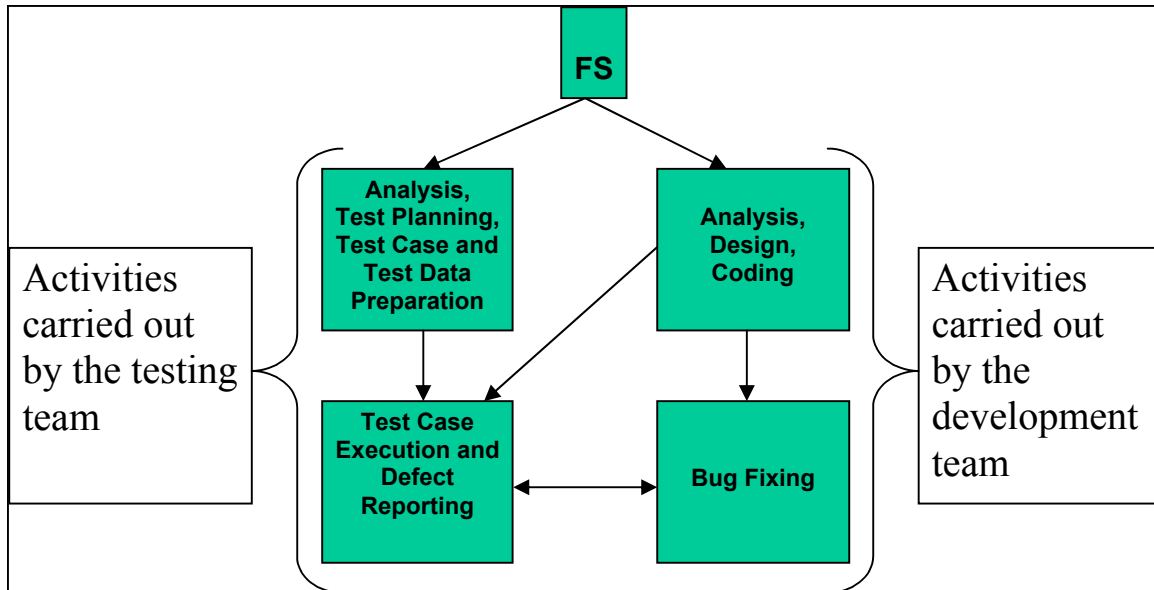 FS
Analysis,
Test Planning,
Test Case and
Test Data
Preparation
Analysis,
Design,
Coding
Activities
carried out
by the testing
team
Activities
carried out
by the
development
team
Test Case
Execution and
Defect
Reporting
Bug Fixing